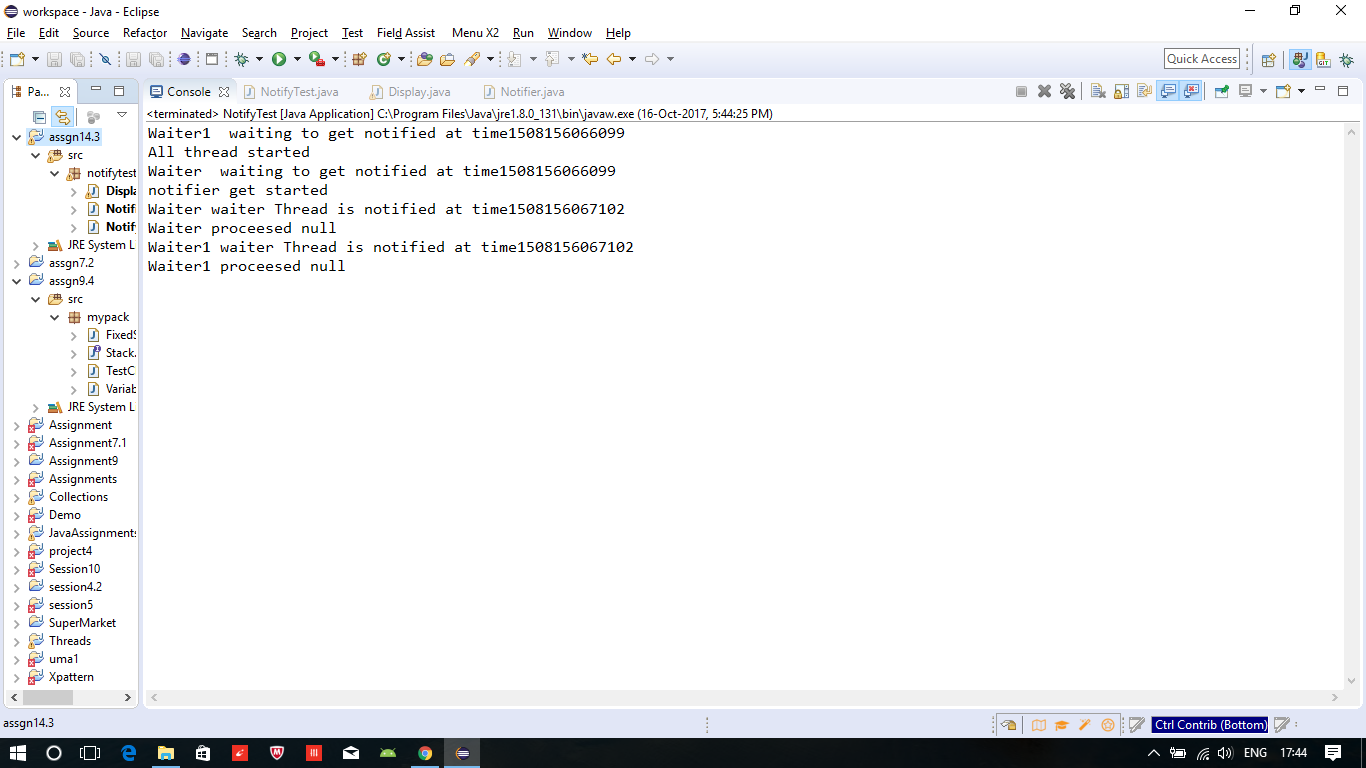 workspace - Java - Eclipse
File Edit Source Refactor Navigate Search Project Test Field Assist Menu X2 Run Window Help
Quick Access
Pa... Console NotifyTest.java Display.java Notifier.java
<terminated> NotifyTest [Java Application] C:\Program Files\Java\jre1.8.0_131\bin\javaw.exe (16-Oct-2017, 5:44:25 PM)
Waiter1  waiting to get notified at time1508156066099
All thread started
Waiter  waiting to get notified at time1508156066099
notifier get started
Waiter waiter Thread is notified at time1508156067102
Waiter proceesed null
Waiter1 waiter Thread is notified at time1508156067102
Waiter1 proceesed null
assgn14.3
src
notifytest
Displa
Notif
Notif
JRE System L
assgn7.2
assgn9.4
src
mypack
FixedS
Stack.
TestC
Variab
JRE System L
Assignment
Assignment7.1
Assignment9
Assignments
Collections
Demo
JavaAssignments
project4
Session10
session4.2
session5
SuperMarket
Threads
uma1
Xpattern
assgn14.3
Ctrl Contrib (Bottom)
ENG 17:44